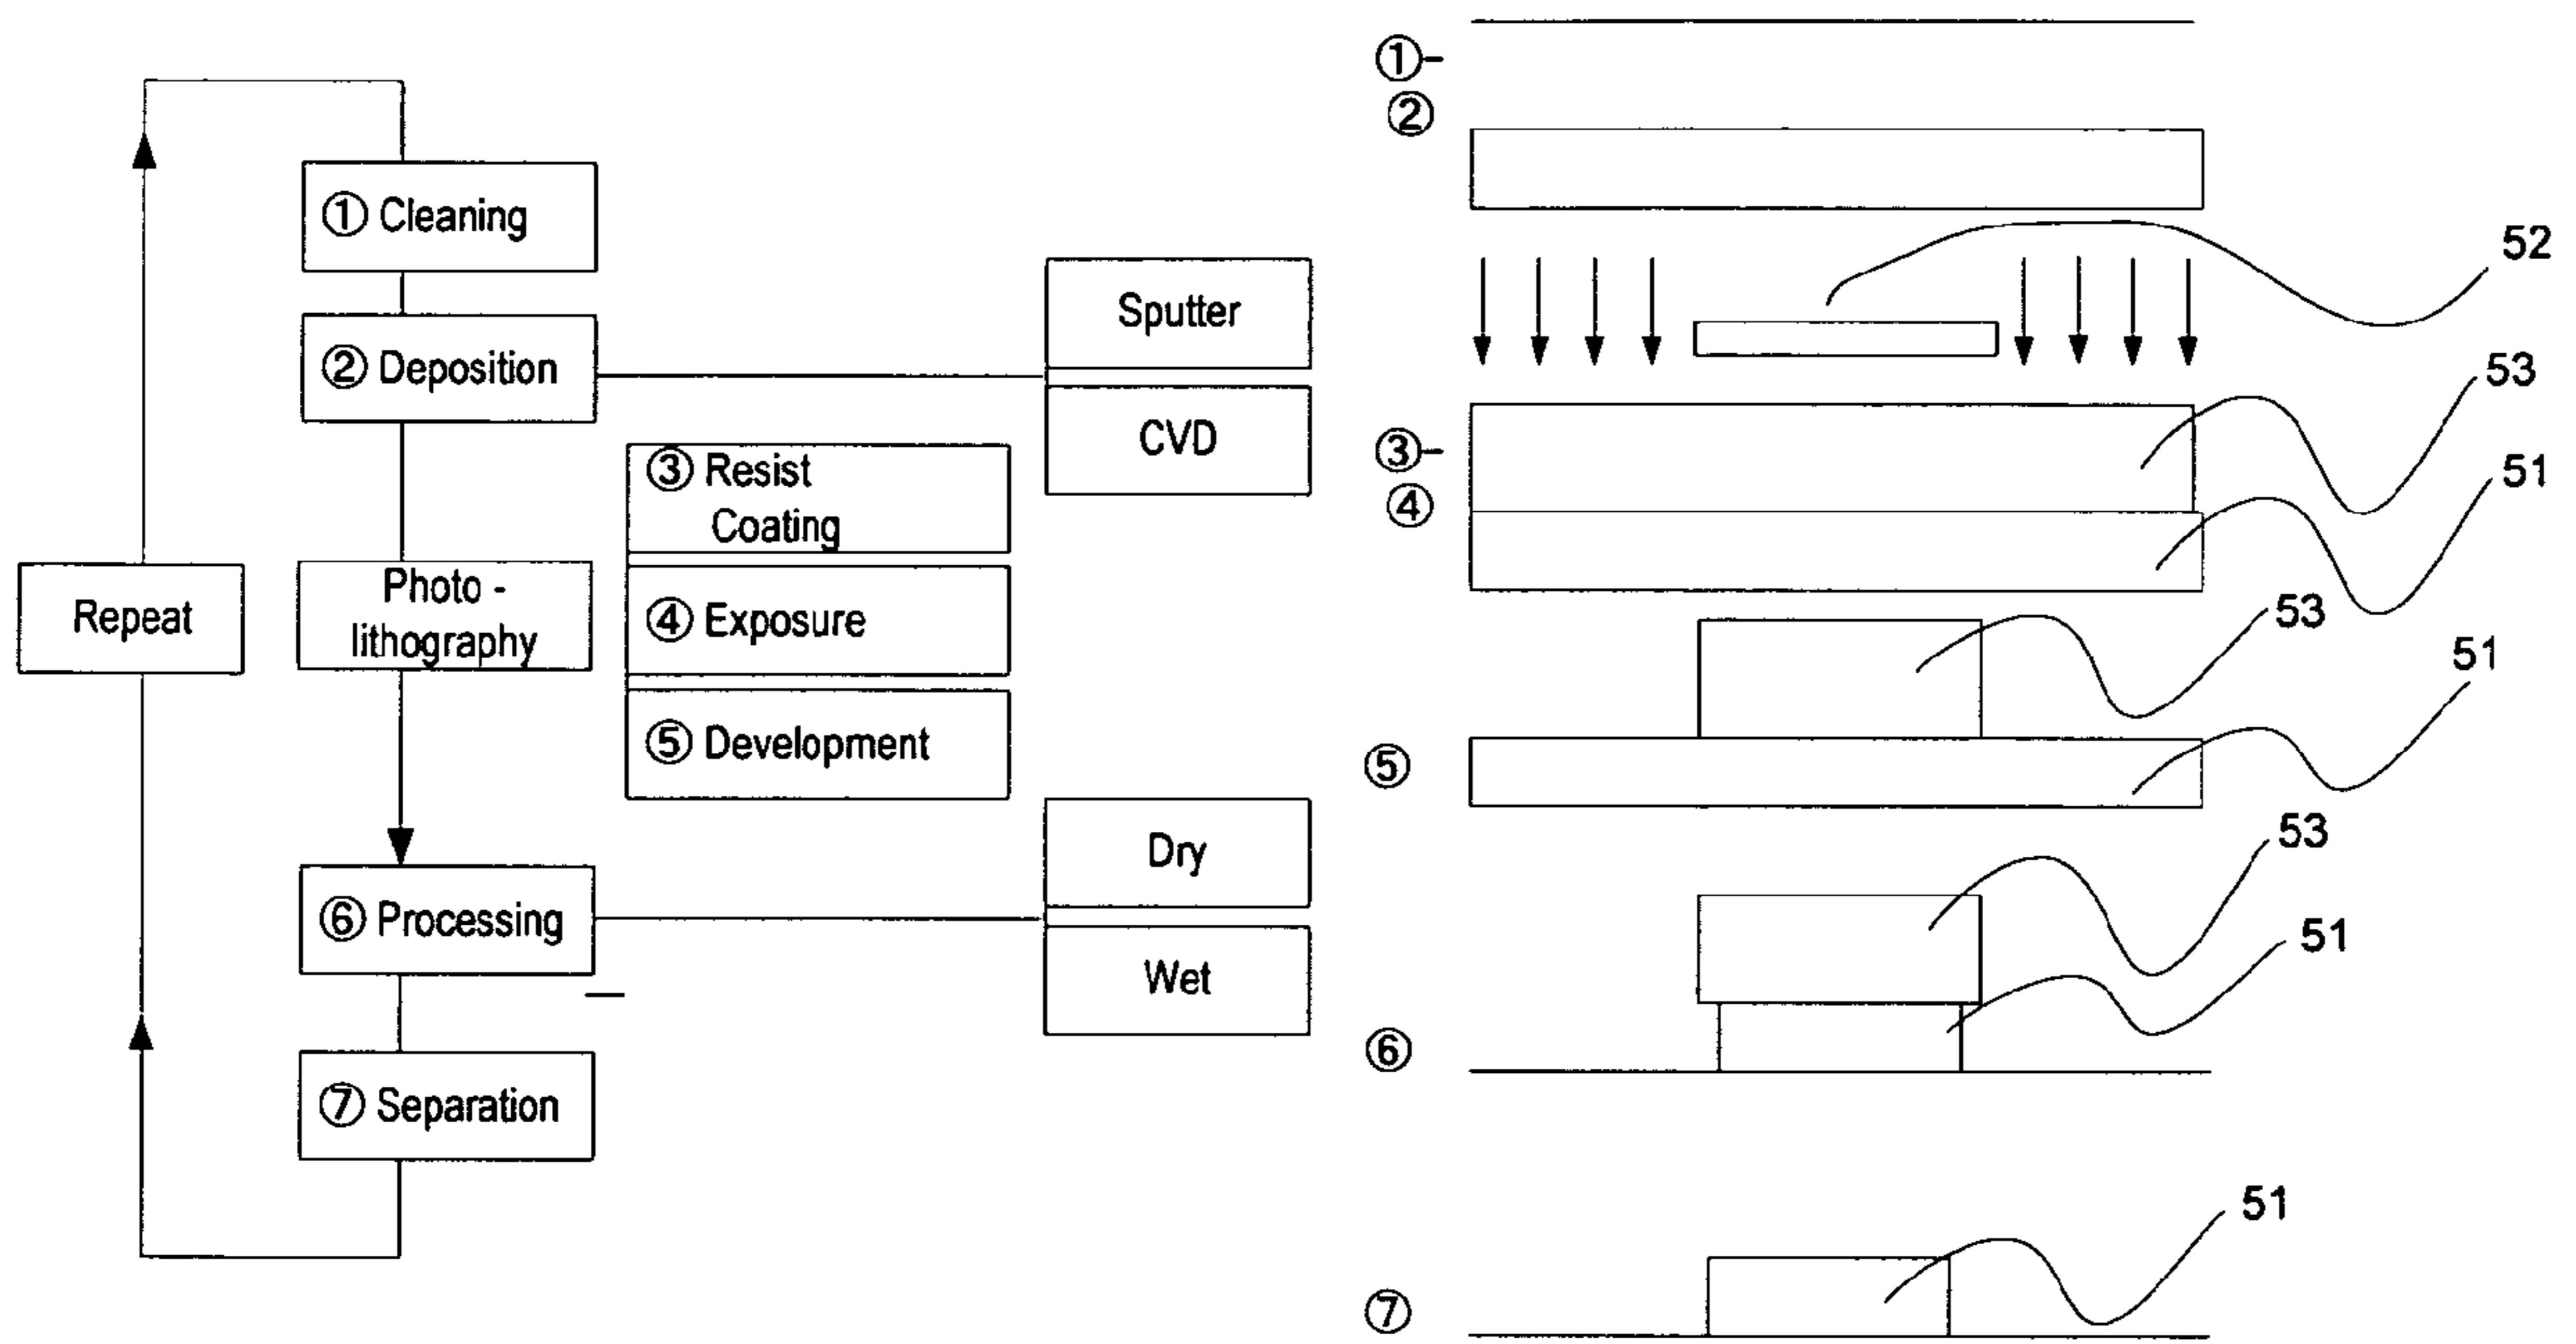 ① Cleaning
② Deposition
Sputter
CVD
③ Resist
Coating
Repeat
Photo -
lithography
④ Exposure
⑤ Development
Dry
⑥ Processing
Wet
⑦ Separation
①-
②
52
53
③-
51
④
53
51
⑤
53
51
⑥
51
⑦